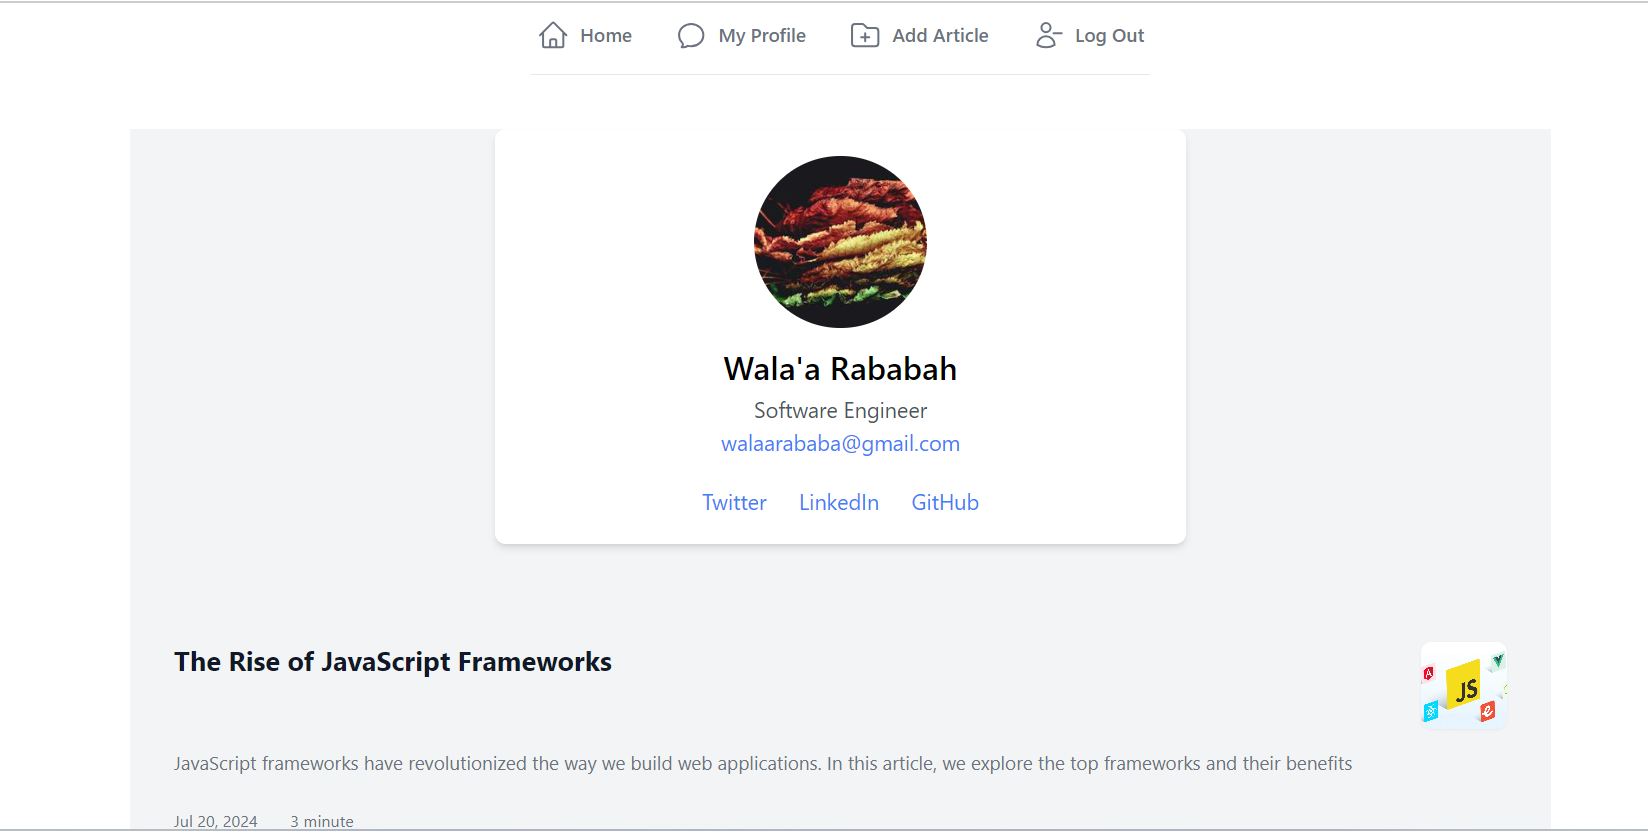 Home My Profile Add Article Log Out
Wala'a Rababah
Software Engineer
walaarababa@gmail.com
Twitter LinkedIn GitHub
The Rise of JavaScript Frameworks
JS
JavaScript frameworks have revolutionized the way we build web applications. In this article, we explore the top frameworks and their benefits
Jul 20, 2024 3 minute